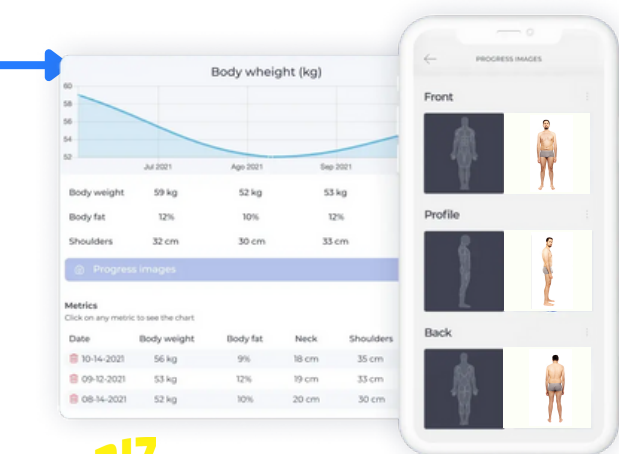 Body wheight (kg)
60
58
56
54
52
Jul 2021 Ago 2021 Sep 2021
Body weight 59 kg 52 kg 53 kg
Body fat 12% 10% 12%
Shoulders 32 cm 30 cm 33 cm
Progress images
Metrics
Click on any metric to see the chart
Date Body weight Body fat Neck Shoulders
10-14-2021 56 kg 9% 18 cm 35 cm
09-12-2021 53 kg 12% 19 cm 33 cm
08-14-2021 52 kg 10% 20 cm 30 cm
PROGRESS IMAGES
Front
Profile
Back